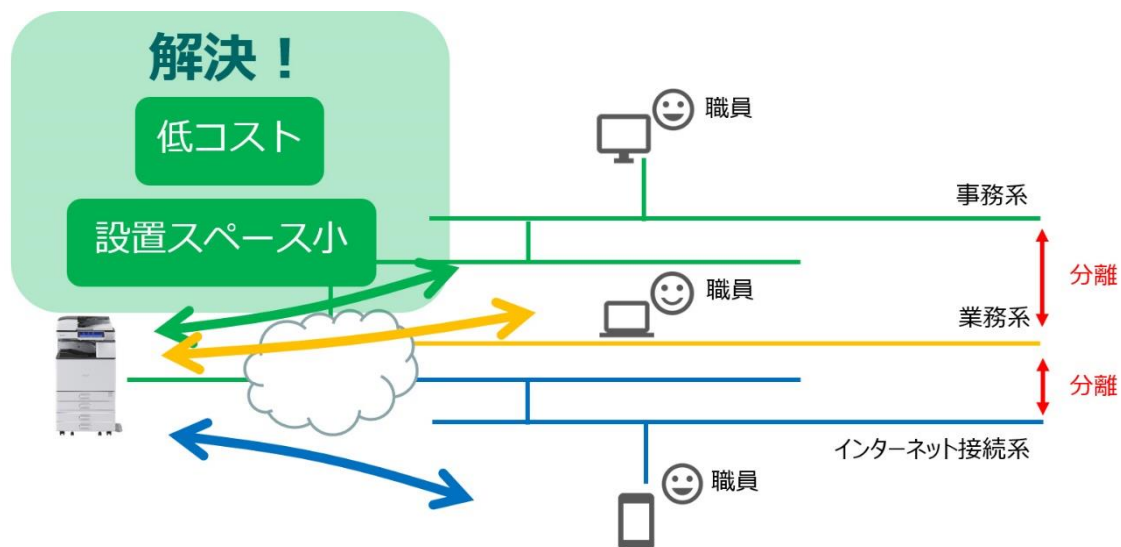 解決！
低コスト
設置スペース小
職員
事務系
分離
職員
業務系
分離
インターネット接続系
職員